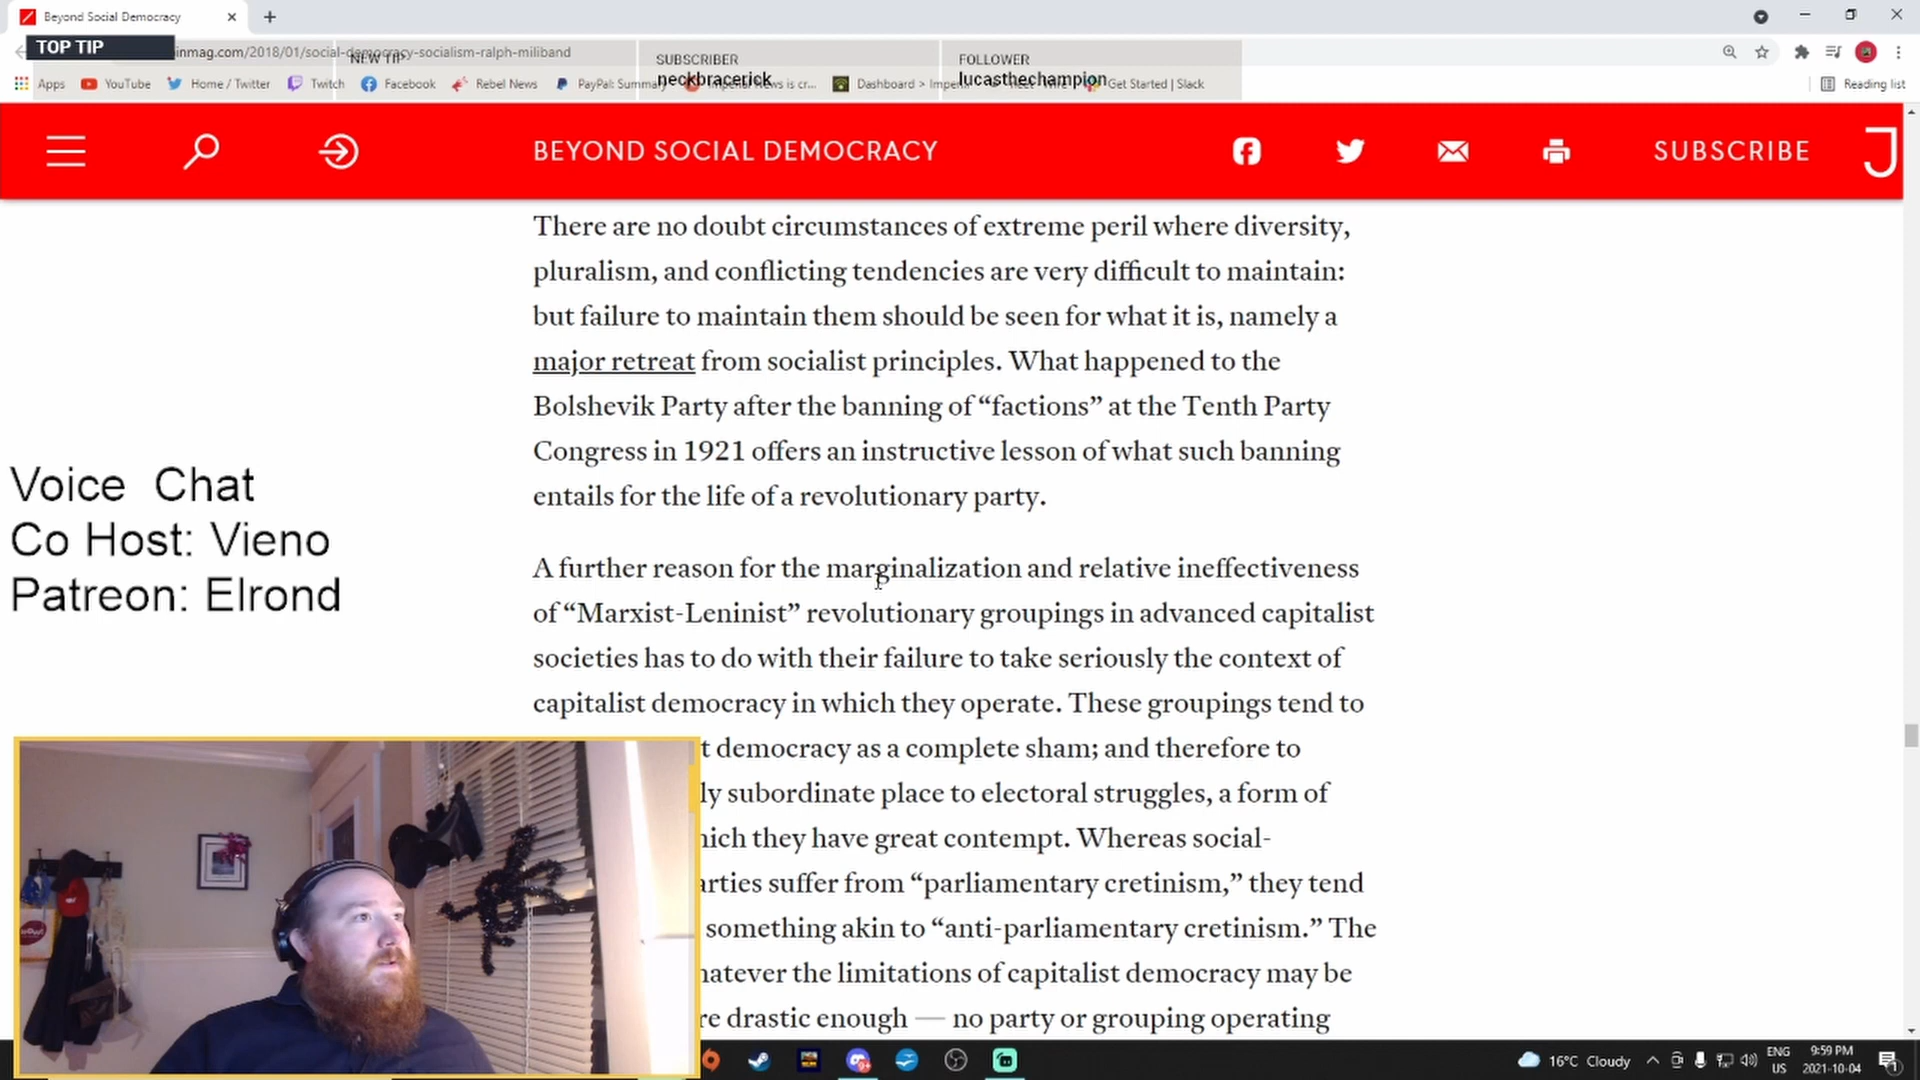 Beyond Social Democracy
TOP TIP
inmag.com/2018/01/social-democracy-socialism-ralph-miliband
NEW TIP
SUBSCRIBER
neckbracerick
FOLLOWER
lucasthechampion
Apps
YouTube
Home / Twitter
Twitch
Facebook
Rebel News
PayPal: Summary
Imperial News is cr...
Dashboard > Imper...
Get Started | Slack
Reading list
BEYOND SOCIAL DEMOCRACY
SUBSCRIBE
J
There are no doubt circumstances of extreme peril where diversity,
pluralism, and conflicting tendencies are very difficult to maintain:
but failure to maintain them should be seen for what it is, namely a
major retreat from socialist principles. What happened to the
Bolshevik Party after the banning of “factions” at the Tenth Party
Congress in 1921 offers an instructive lesson of what such banning
entails for the life of a revolutionary party.
A further reason for the marginalization and relative ineffectiveness
of “Marxist-Leninist” revolutionary groupings in advanced capitalist
societies has to do with their failure to take seriously the context of
capitalist democracy in which they operate. These groupings tend to
t democracy as a complete sham; and therefore to
ly subordinate place to electoral struggles, a form of
hich they have great contempt. Whereas social-
arties suffer from “parliamentary cretinism,” they tend
something akin to “anti-parliamentary cretinism.” The
hatever the limitations of capitalist democracy may be
re drastic enough — no party or grouping operating
Voice Chat
Co Host: Vieno
Patreon: Elrond
16°C Cloudy
ENG
US
9:59 PM
2021-10-04